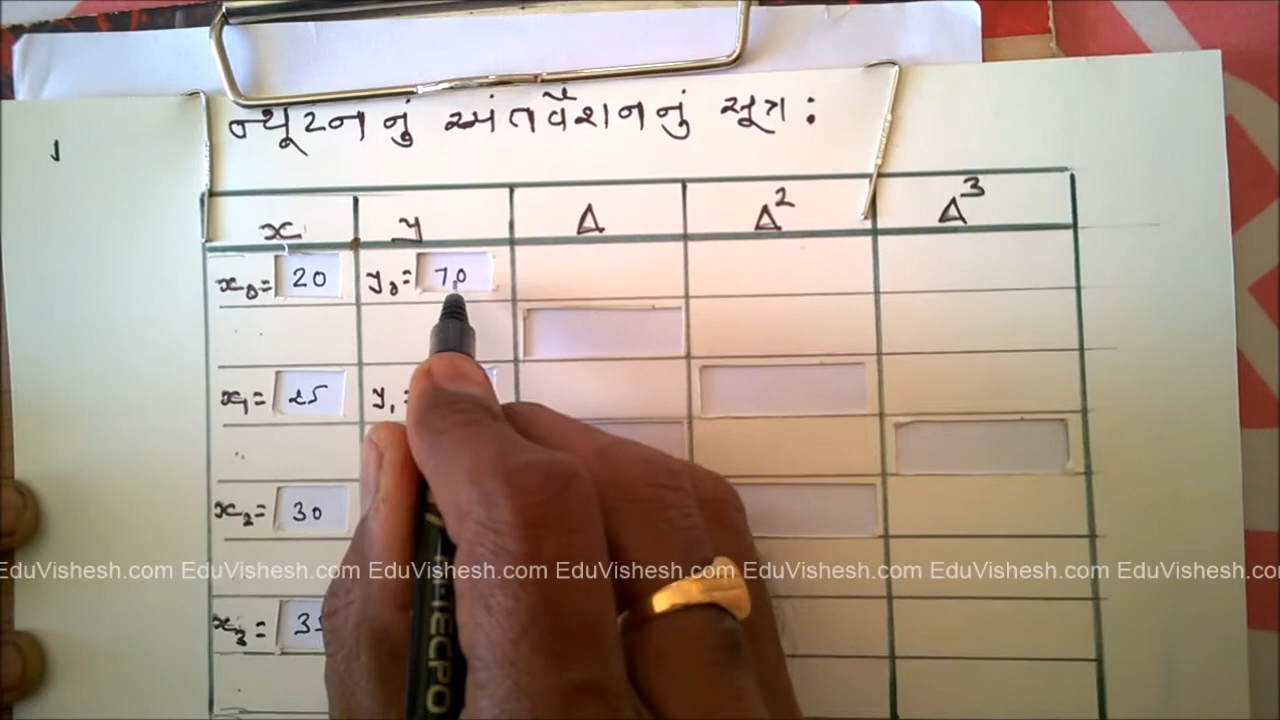 ન્યૂટનનું અંતર્વેશનનું સૂત્ર :
x y Δ Δ² Δ³
x₀ = 20 y₀ = 70
x₁ = 25 y₁ =
x₂ = 30
EduVishesh.com EduVishesh.com EduVishesh.com EduVishesh.com EduVishesh.com EduVishesh.com EduVishesh.com
x₃ =